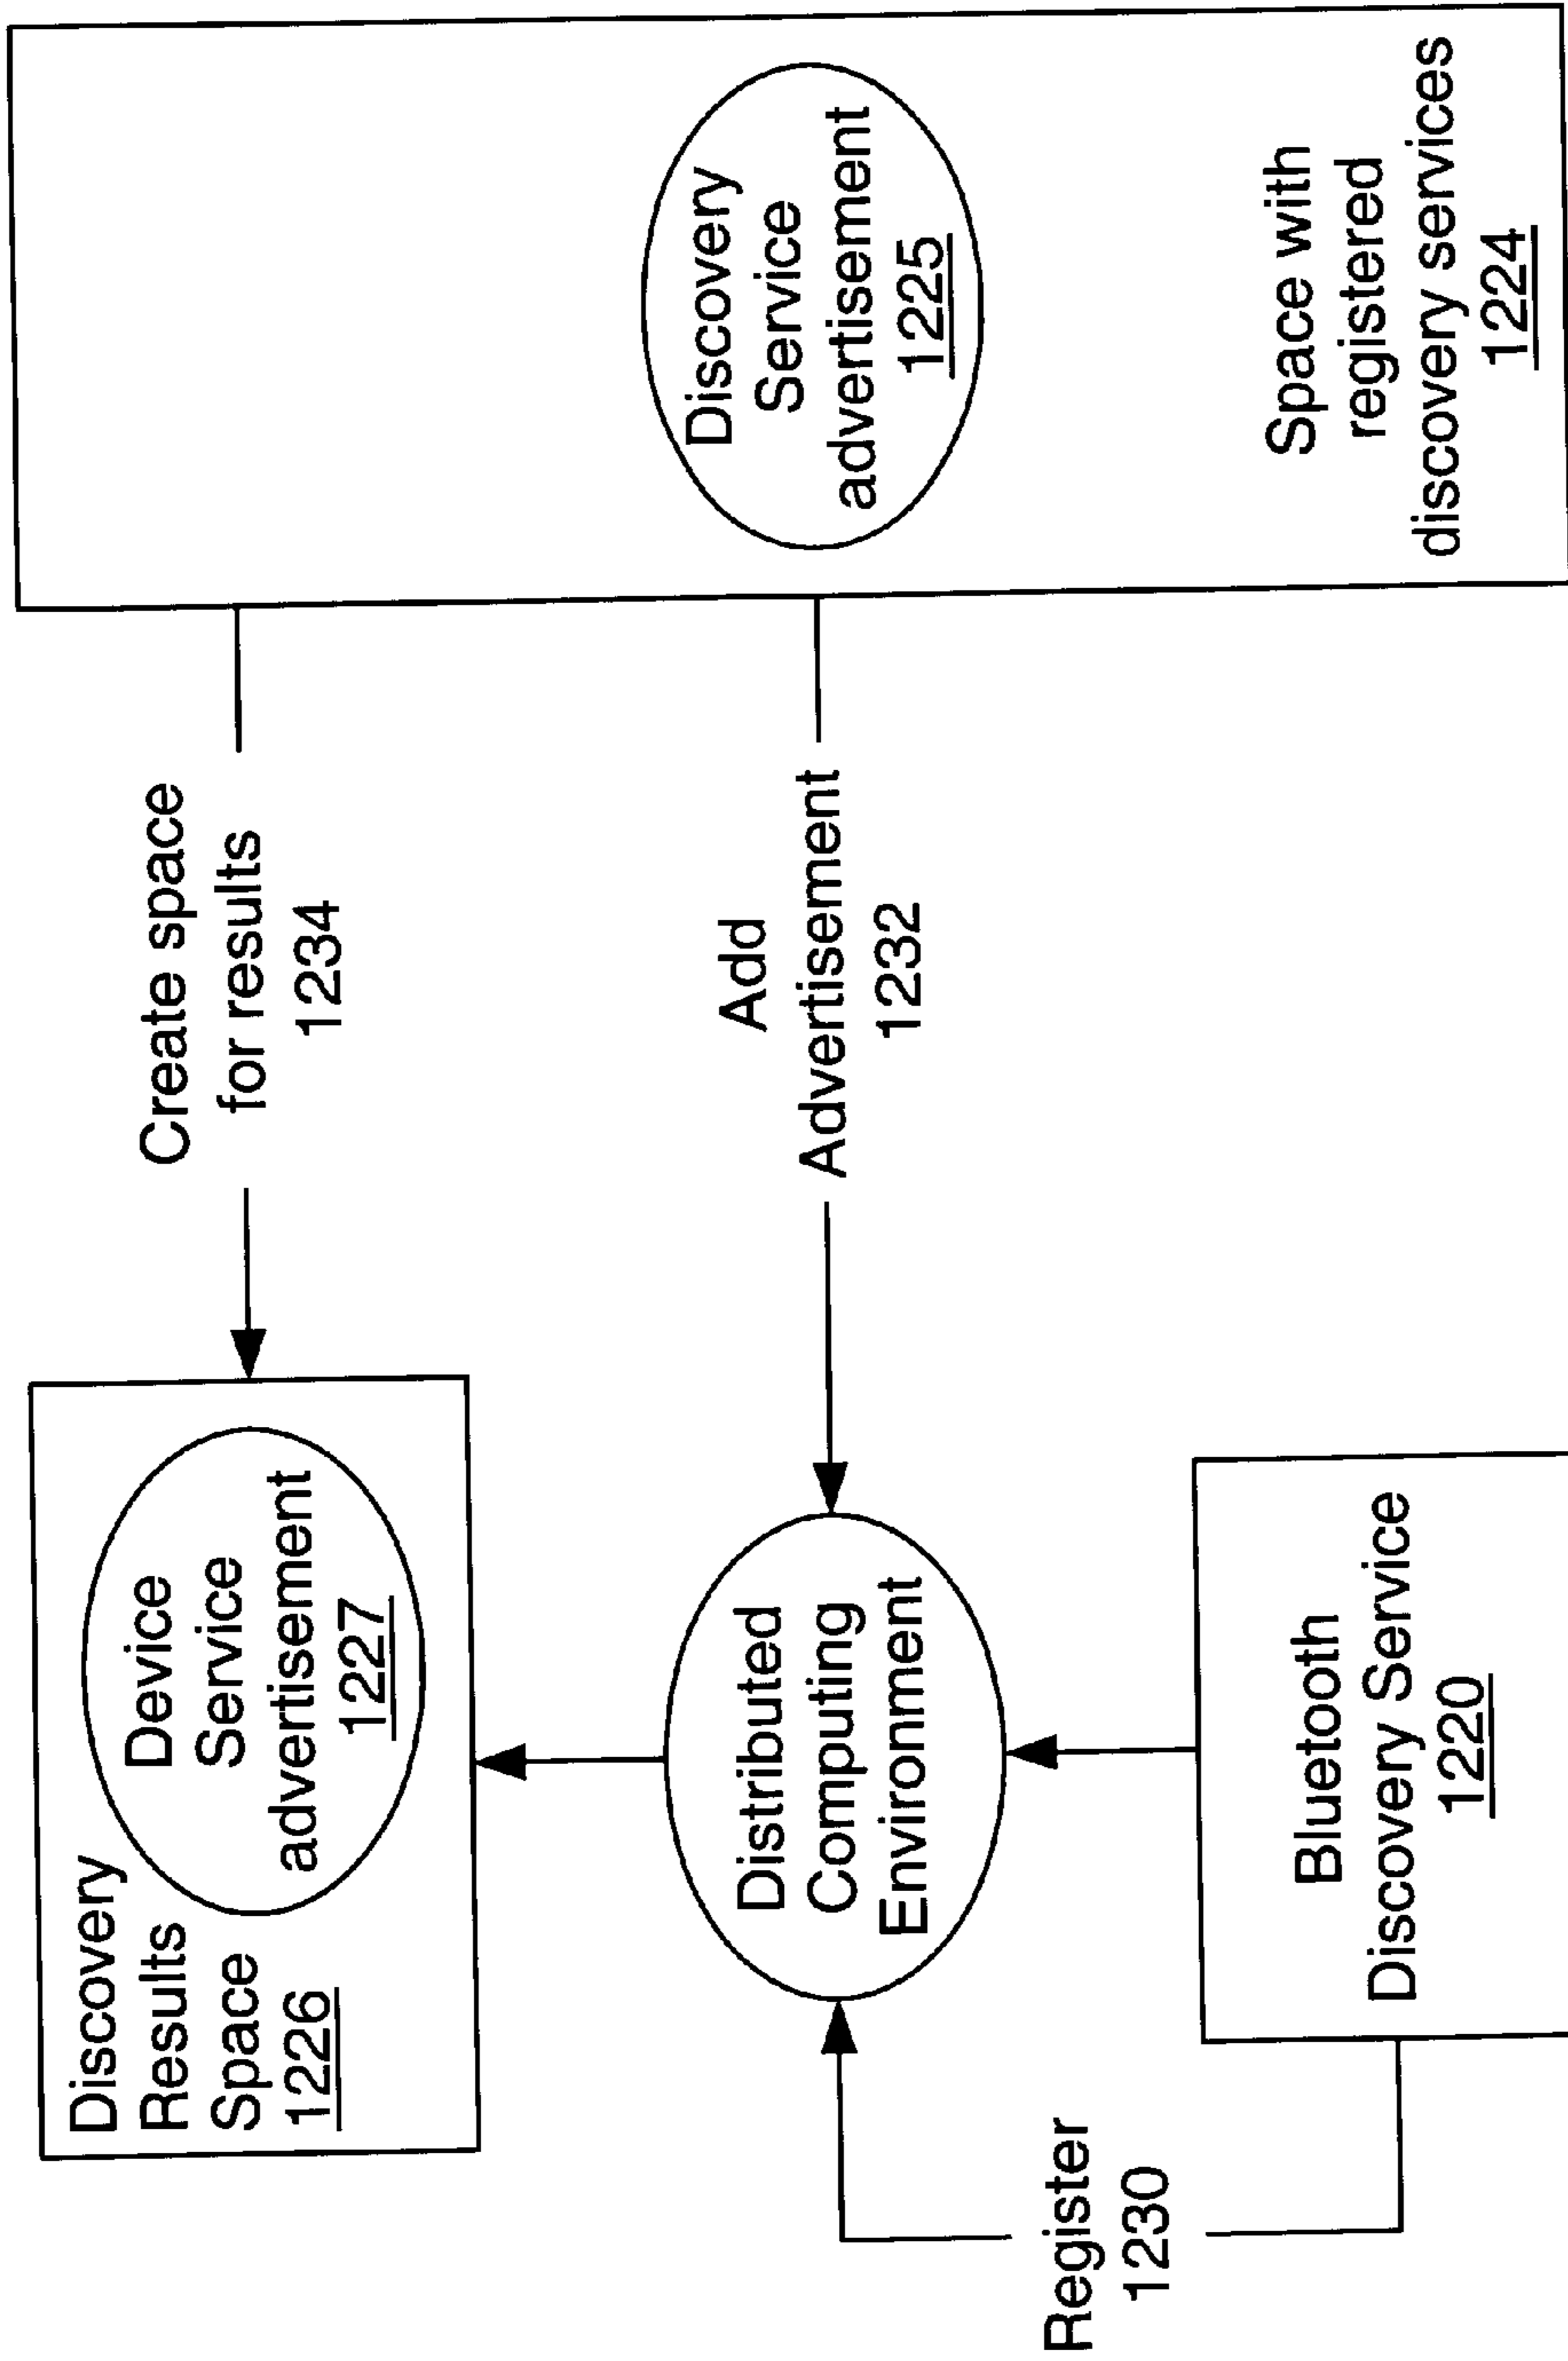 Discovery
Results
Space
1226
Device
Service
advertisement
1227
Create space
for results
1234
Distributed
Computing
Environment
Add
Advertisement
1232
Discovery
Service
advertisement
1225
Register
1230
Bluetooth
Discovery Service
1220
Space with
registered
discovery services
1224